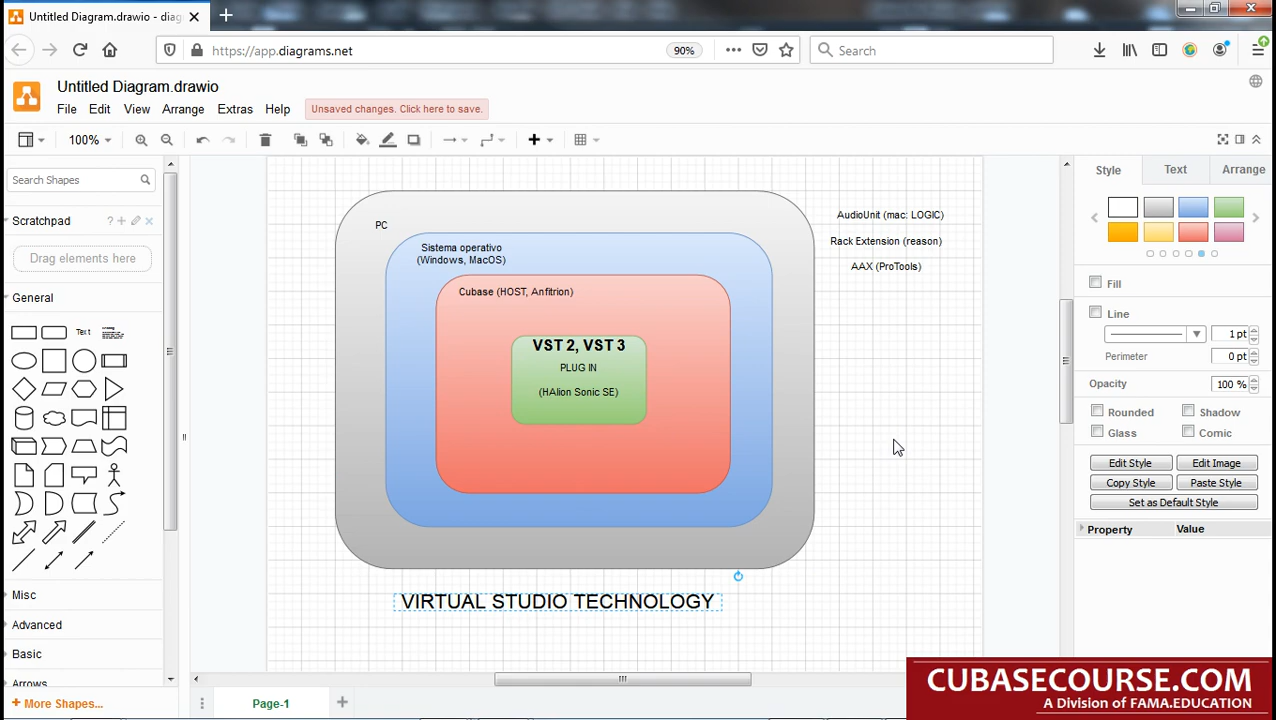 Untitled Diagram.drawio - diag
https://app.diagrams.net
90%
Search
Untitled Diagram.drawio
File Edit View Arrange Extras Help
Unsaved changes. Click here to save.
100%
Search Shapes
Scratchpad
Drag elements here
General
Text
Misc
Advanced
Basic
Arrows
+ More Shapes...
PC
Sistema operativo
(Windows, MacOS)
Cubase (HOST, Anfitrion)
VST 2, VST 3
PLUG IN
(HAlion Sonic SE)
VIRTUAL STUDIO TECHNOLOGY
AudioUnit (mac: LOGIC)
Rack Extension (reason)
AAX (ProTools)
Page-1
Style Text Arrange
Fill
Line
1 pt
Perimeter
0 pt
Opacity
100 %
Rounded
Shadow
Glass
Comic
Edit Style
Edit Image
Copy Style
Paste Style
Set as Default Style
Property Value
CUBASECOURSE.COM
A Division of FAMA.EDUCATION